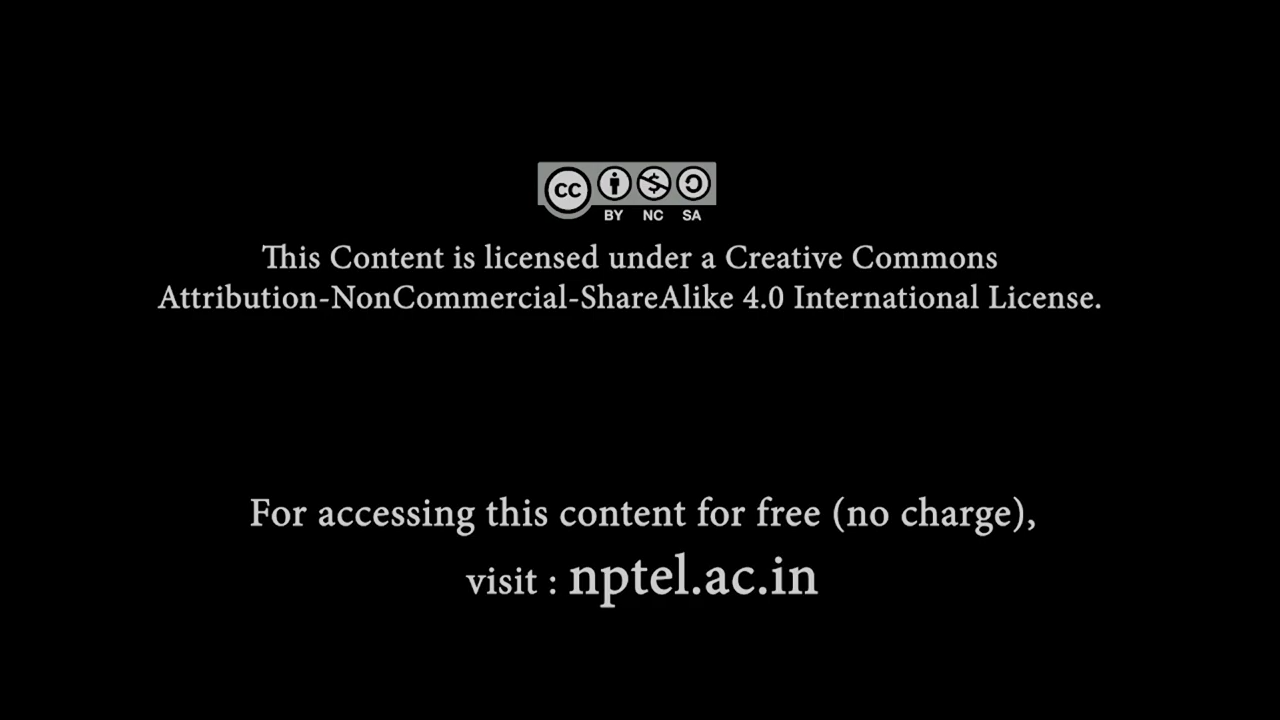 CC BY NC SA
This Content is licensed under a Creative Commons
Attribution-NonCommercial-ShareAlike 4.0 International License.
For accessing this content for free (no charge),
visit : nptel.ac.in